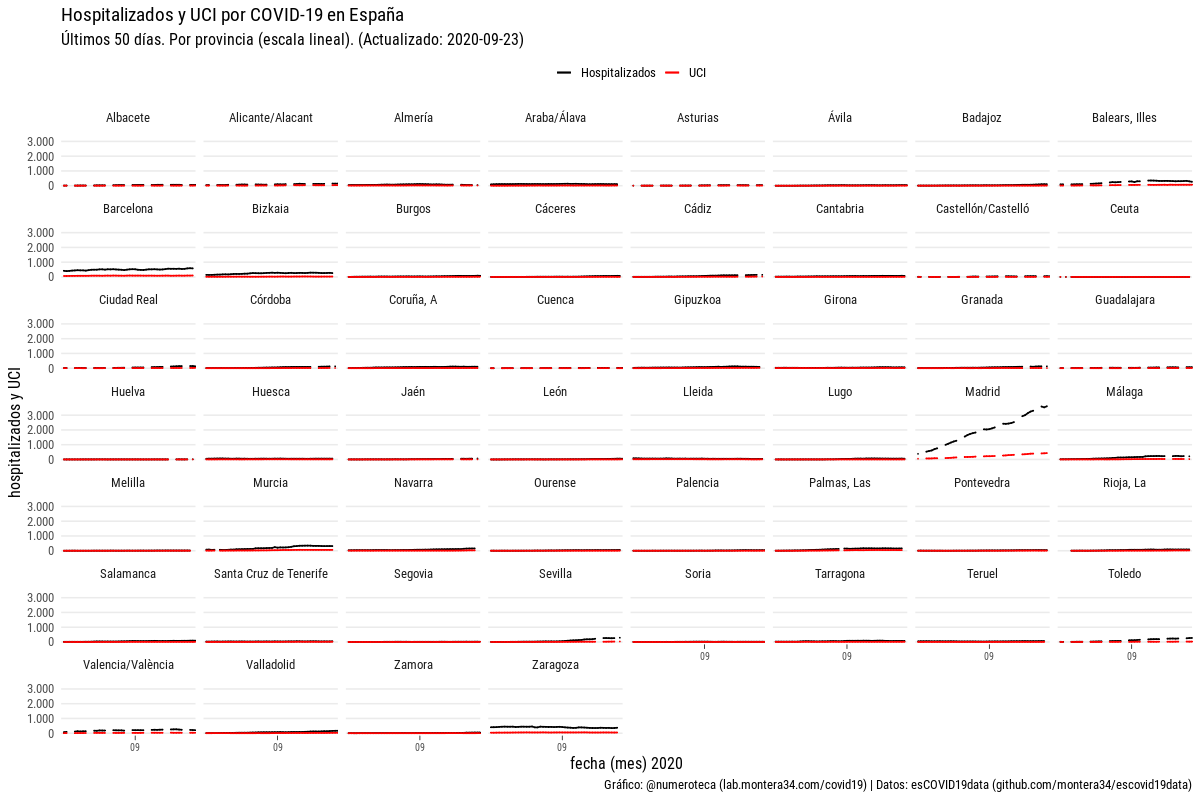 Hospitalizados y UCI por COVID-19 en España
Últimos 50 días. Por provincia (escala lineal). (Actualizado: 2020-09-23)
Hospitalizados UCI
Albacete Alicante/Alacant Almería Araba/Álava Asturias Ávila Badajoz Balears, Illes
3.000
2.000
1.000
0
Barcelona Bizkaia Burgos Cáceres Cádiz Cantabria Castellón/Castelló Ceuta
3.000
2.000
1.000
0
Ciudad Real Córdoba Coruña, A Cuenca Gipuzkoa Girona Granada Guadalajara
3.000
2.000
1.000
0
Huelva Huesca Jaén León Lleida Lugo Madrid Málaga
3.000
2.000
1.000
0
Melilla Murcia Navarra Ourense Palencia Palmas, Las Pontevedra Rioja, La
3.000
2.000
1.000
0
Salamanca Santa Cruz de Tenerife Segovia Sevilla Soria Tarragona Teruel Toledo
3.000
2.000
1.000
0
09 09 09 09
Valencia/València Valladolid Zamora Zaragoza
3.000
2.000
1.000
0
09 09 09 09
hospitalizados y UCI
fecha (mes) 2020
Gráfico: @numeroteca (lab.montera34.com/covid19) | Datos: esCOVID19data (github.com/montera34/escovid19data)